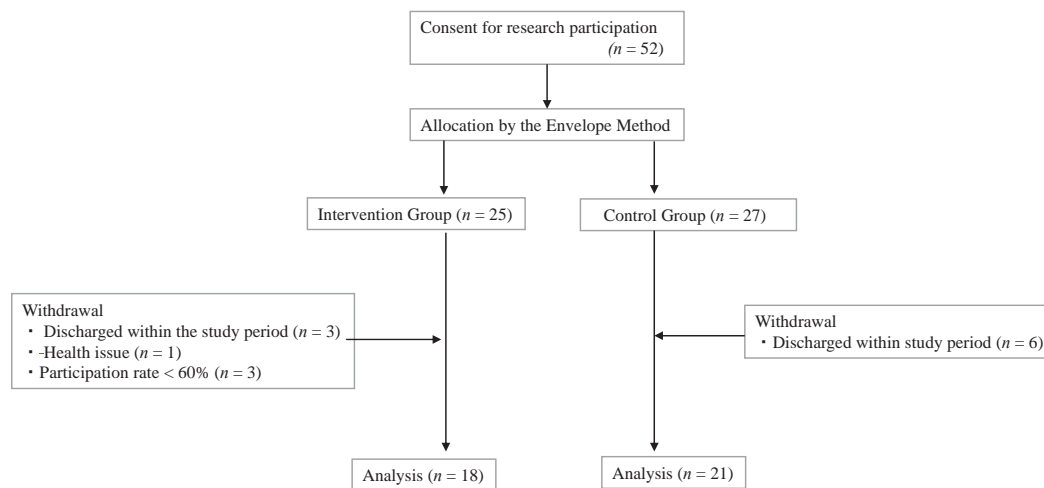 Consent for research participation
(n = 52)
Allocation by the Envelope Method
Intervention Group (n = 25)
Control Group (n = 27)
Withdrawal
・ Discharged within the study period (n = 3)
・ -Health issue (n = 1)
・ Participation rate < 60% (n = 3)
Withdrawal
・ Discharged within study period (n = 6)
Analysis (n = 18)
Analysis (n = 21)